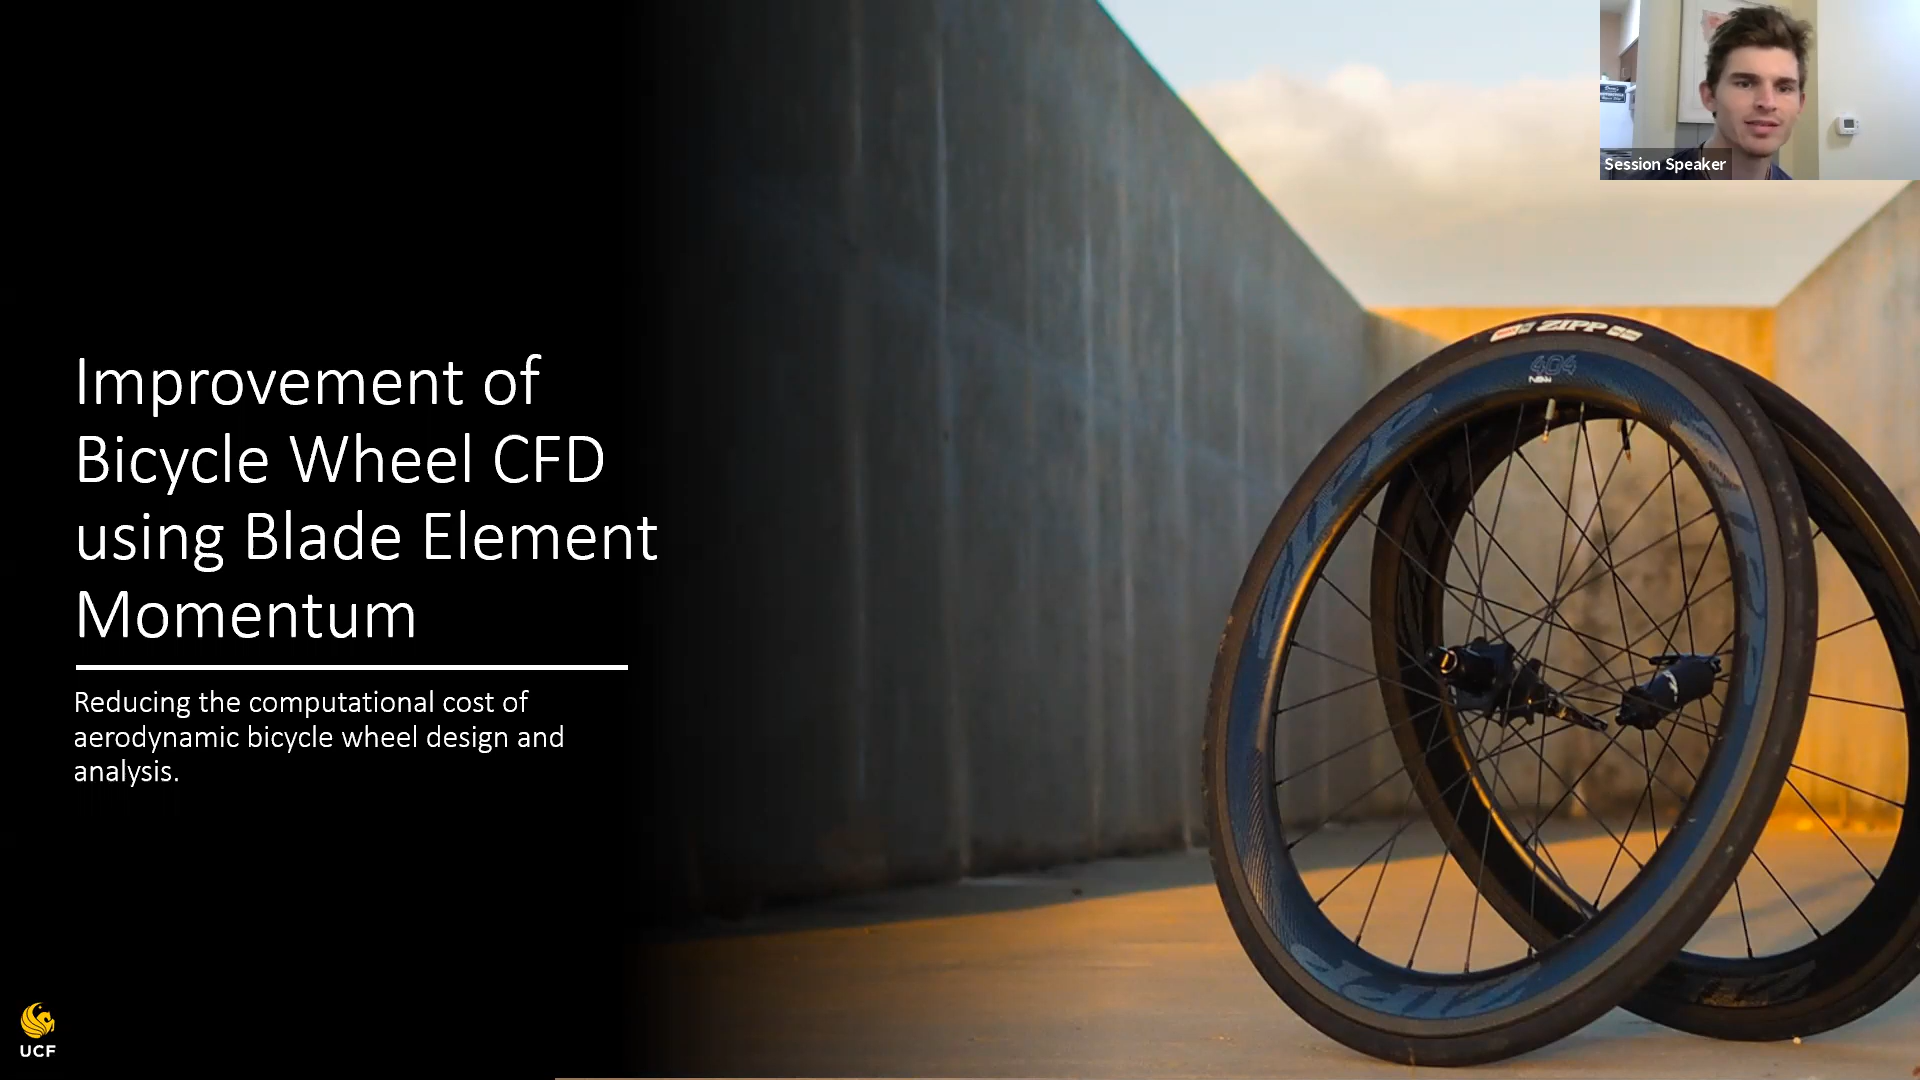 Session Speaker
ZIPP
404
NSW
Improvement of
Bicycle Wheel CFD
using Blade Element
Momentum
Reducing the computational cost of
aerodynamic bicycle wheel design and
analysis.
UCF